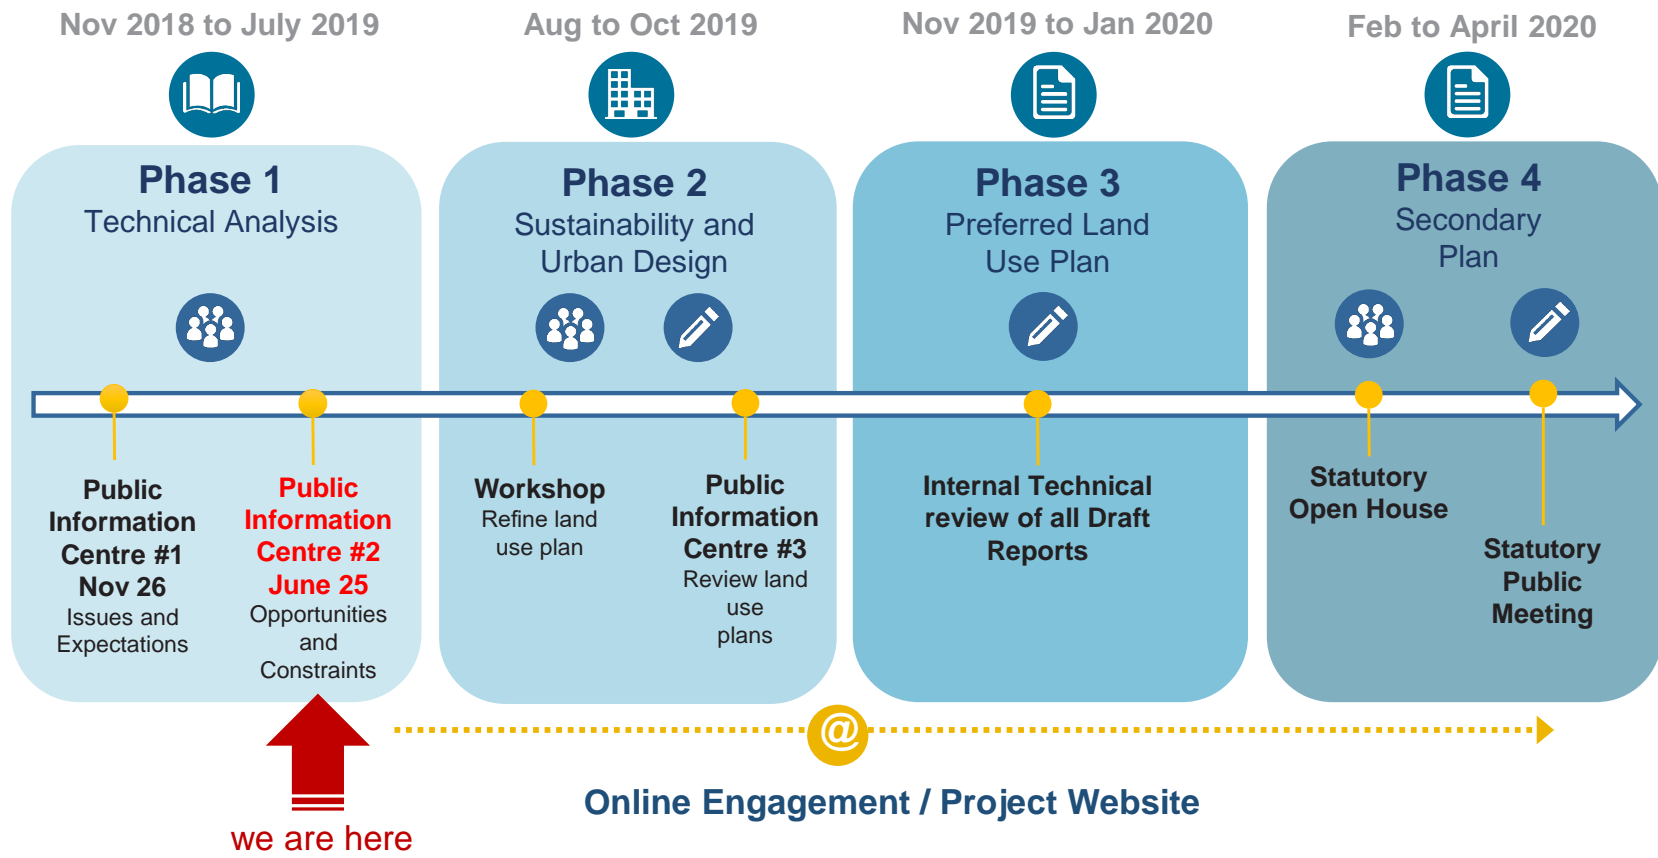 Nov 2018 to July 2019
Aug to Oct 2019
Nov 2019 to Jan 2020
Feb to April 2020
Phase 1
Technical Analysis
Phase 2
Sustainability and
Urban Design
Phase 3
Preferred Land
Use Plan
Phase 4
Secondary
Plan
Public
Information
Centre #1
Nov 26
Issues and
Expectations
Public
Information
Centre #2
June 25
Opportunities
and
Constraints
Workshop
Refine land
use plan
Public
Information
Centre #3
Review land
use
plans
Internal Technical
review of all Draft
Reports
Statutory
Open House
Statutory
Public
Meeting
@
Online Engagement / Project Website
we are here